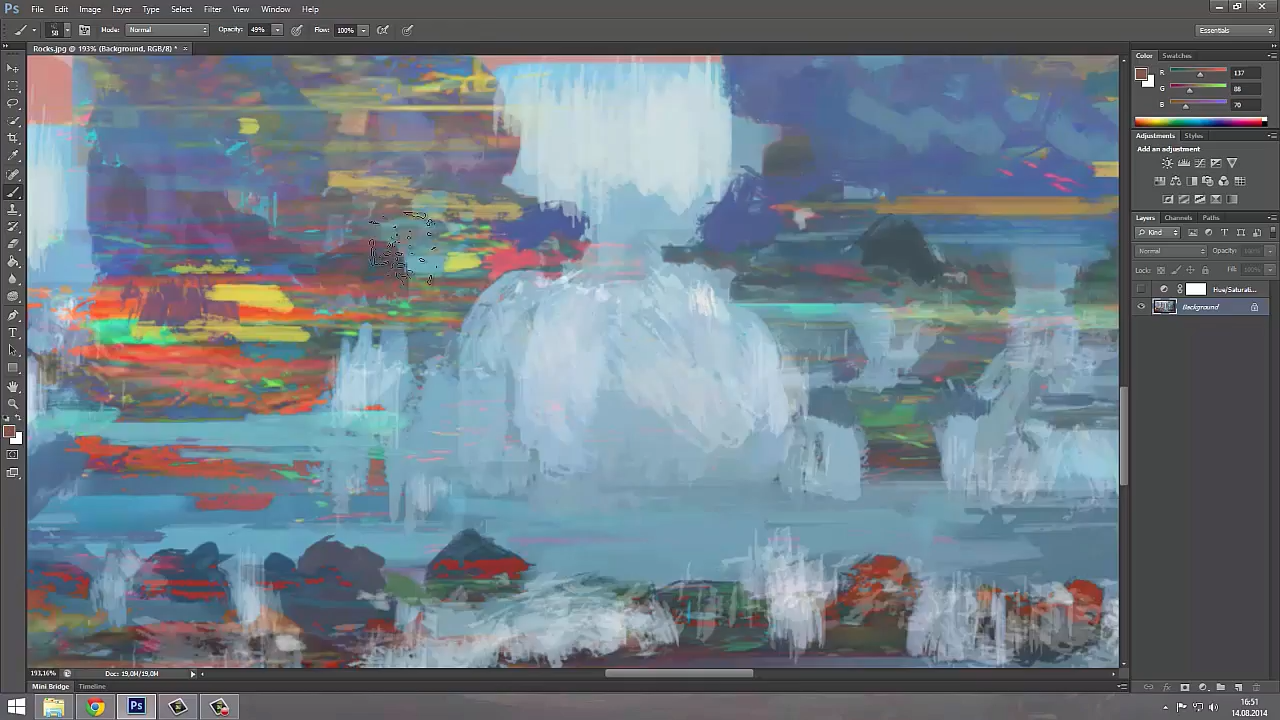 Ps File Edit Image Layer Type Select Filter View Window Help
58 Mode: Normal Opacity: 49% Flow: 100% Essentials
Rocks.jpg @ 193% (Background, RGB/8) * ×
Color Swatches
R 137
G 88
B 70
Adjustments Styles
Add an adjustment
Layers Channels Paths
Kind
Normal Opacity:
Lock: Fill:
Hue/Saturati...
Background
193,16% Doc: 19,0M/19,0M
Mini Bridge Timeline
Ps
16:51
14.08.2014